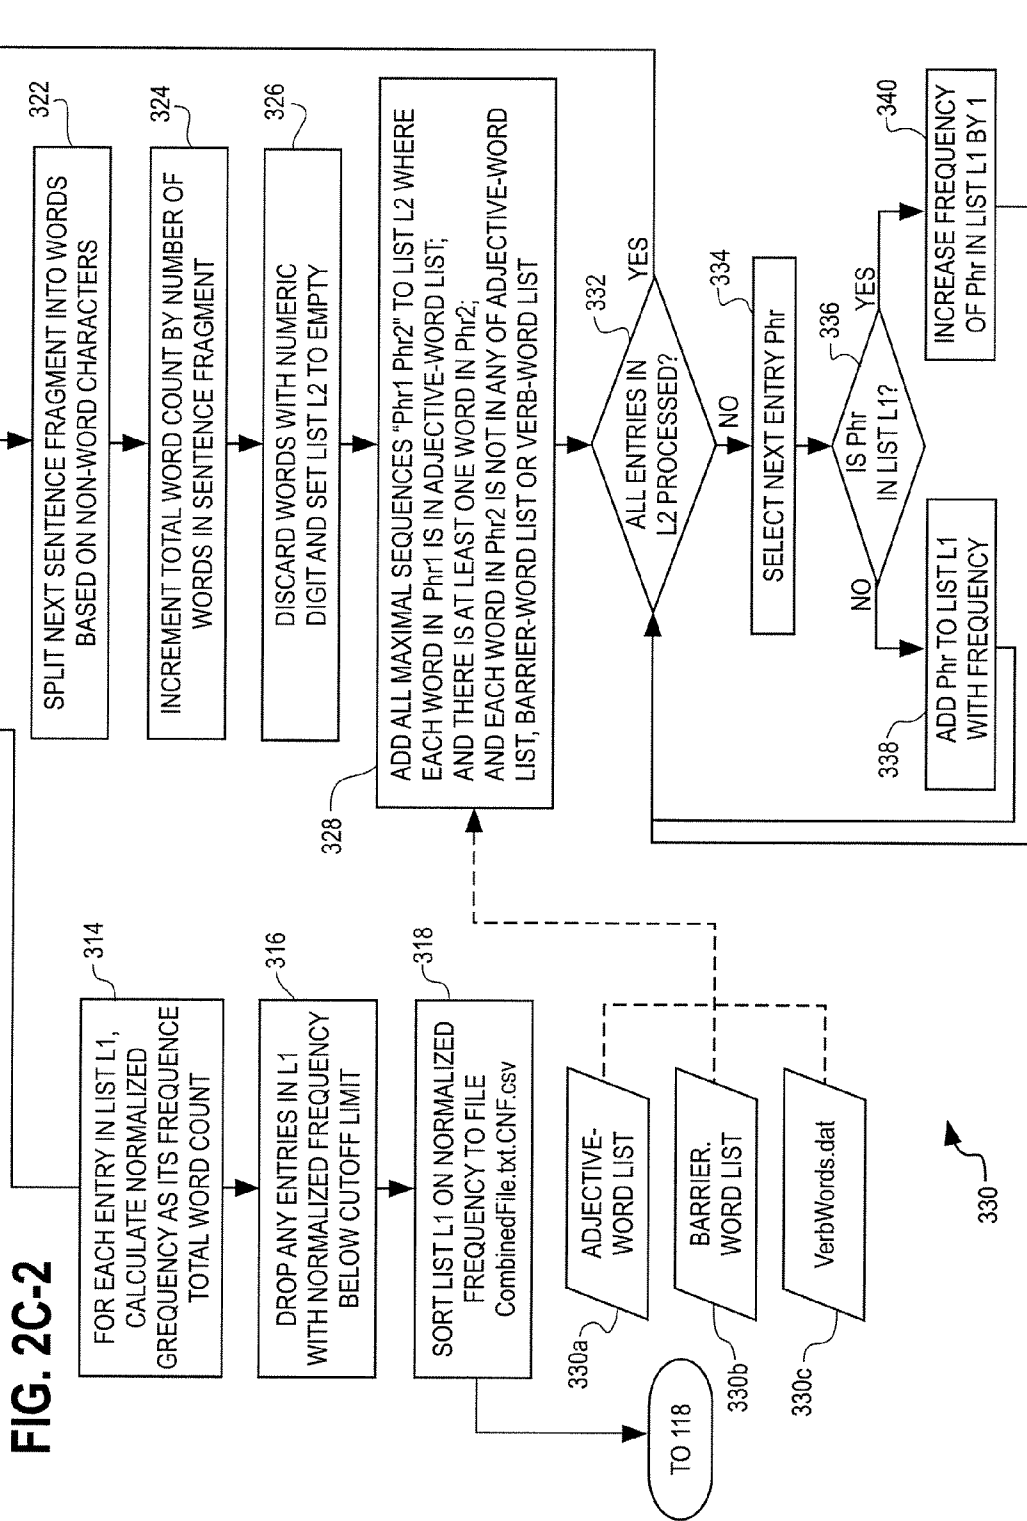 FIG. 2C-2
314
FOR EACH ENTRY IN LIST L1,
CALCULATE NORMALIZED
GREQUENCY AS ITS FREQUENCE
TOTAL WORD COUNT
316
DROP ANY ENTRIES IN L1
WITH NORMALIZED FREQUENCY
BELOW CUTOFF LIMIT
318
SORT LIST L1 ON NORMALIZED
FREQUENCY TO FILE
CombinedFile.txt.CNF.csv
TO 118
330a
ADJECTIVE-
WORD LIST
330b
BARRIER.
WORD LIST
330c
VerbWords.dat
330
322
SPLIT NEXT SENTENCE FRAGMENT INTO WORDS
BASED ON NON-WORD CHARACTERS
324
INCREMENT TOTAL WORD COUNT BY NUMBER OF
WORDS IN SENTENCE FRAGMENT
326
DISCARD WORDS WITH NUMERIC
DIGIT AND SET LIST L2 TO EMPTY
328
ADD ALL MAXIMAL SEQUENCES "Phr1 Phr2" TO LIST L2 WHERE
EACH WORD IN Phr1 IS IN ADJECTIVE-WORD LIST;
AND THERE IS AT LEAST ONE WORD IN Phr2;
AND EACH WORD IN Phr2 IS NOT IN ANY OF ADJECTIVE-WORD
LIST, BARRIER-WORD LIST OR VERB-WORD LIST
332
ALL ENTRIES IN
L2 PROCESSED?
YES
NO
334
SELECT NEXT ENTRY Phr
336
IS Phr
IN LIST L1?
NO
YES
338
ADD Phr TO LIST L1
WITH FREQUENCY
340
INCREASE FREQUENCY
OF Phr IN LIST L1 BY 1